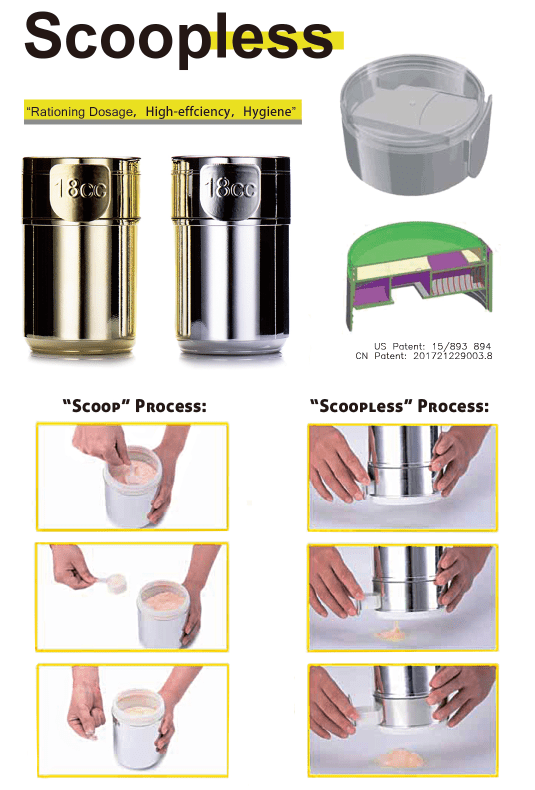 Scoopless
“Rationing Dosage, High-effciency, Hygiene”
18cc
18cc
US Patent: 15/893 894
CN Patent: 201721229003.8
“Scoop” Process:
“Scoopless” Process: